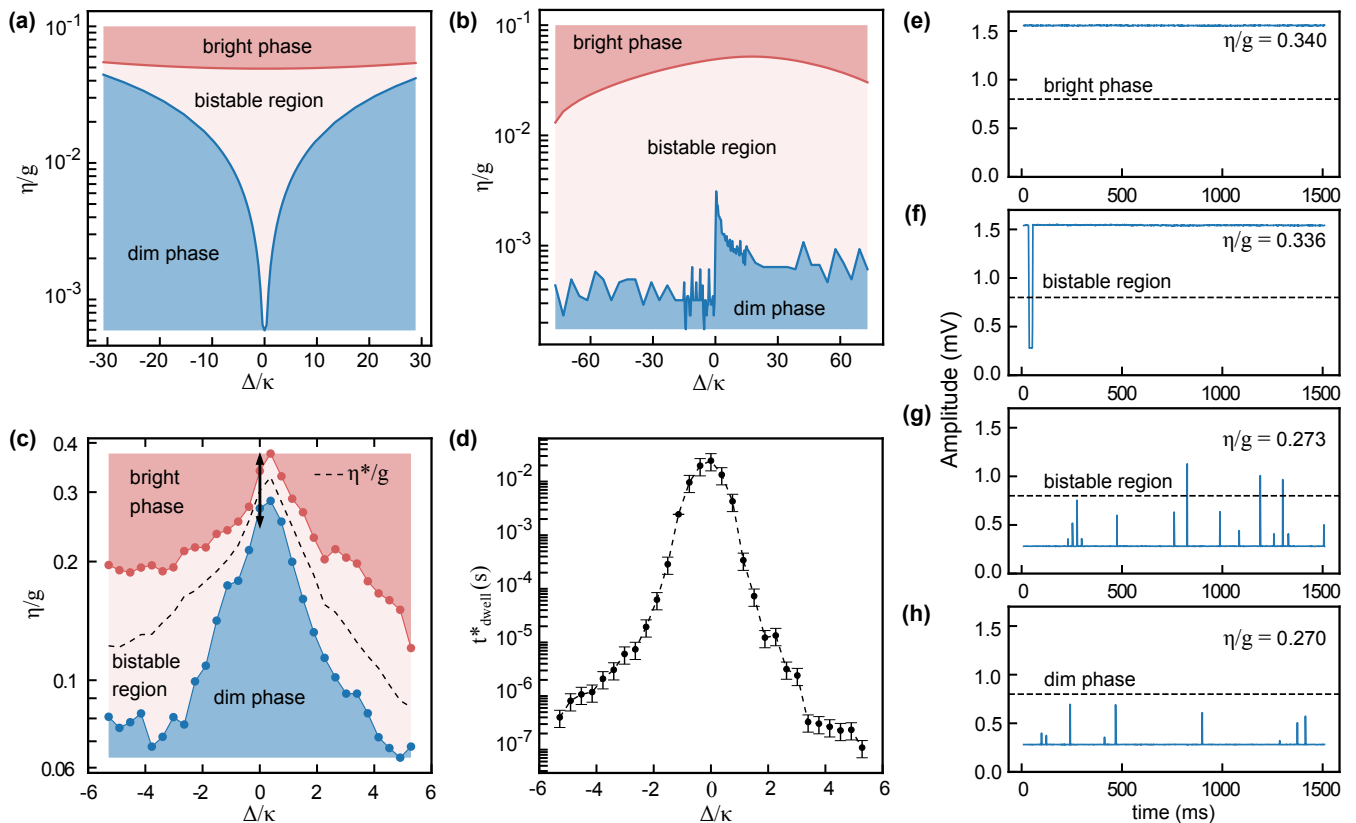 (a)
10⁻¹
10⁻²
10⁻³
η/g
bright phase
bistable region
dim phase
-30 -20 -10 0 10 20 30
Δ/κ
(b)
10⁰
10⁻¹
10⁻²
10⁻³
η/g
bright phase
bistable region
dim phase
-60 -30 0 30 60
Δ/κ
(c)
0.4
0.3
0.2
0.1
0.06
η/g
bright
phase
η*/g
bistable
region
dim phase
-6 -4 -2 0 2 4 6
Δ/κ
(d)
10⁻²
10⁻³
10⁻⁴
10⁻⁵
10⁻⁶
10⁻⁷
t*dwell (s)
-6 -4 -2 0 2 4 6
Δ/κ
Amplitude (mV)
(e)
1.5
1.0
0.5
0.0
η/g = 0.340
bright phase
0 500 1000 1500
(f)
1.5
1.0
0.5
0.0
η/g = 0.336
bistable region
0 500 1000 1500
(g)
1.5
1.0
0.5
0.0
η/g = 0.273
bistable region
0 500 1000 1500
(h)
1.5
1.0
0.5
0.0
η/g = 0.270
dim phase
0 500 1000 1500
time (ms)